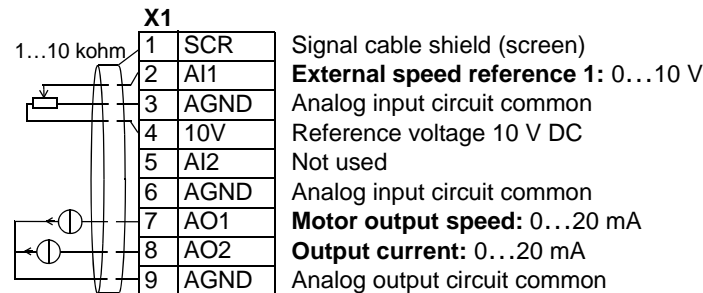 X1
1…10 kohm
1 SCR Signal cable shield (screen)
2 AI1 External speed reference 1: 0…10 V
3 AGND Analog input circuit common
4 10V Reference voltage 10 V DC
5 AI2 Not used
6 AGND Analog input circuit common
7 AO1 Motor output speed: 0…20 mA
8 AO2 Output current: 0…20 mA
9 AGND Analog output circuit common